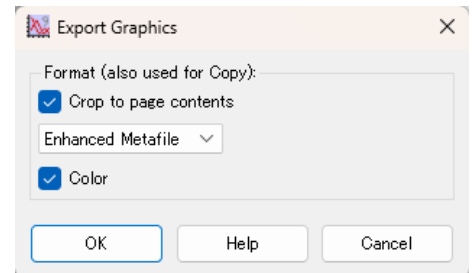 Export Graphics
Format (also used for Copy):
Crop to page contents
Enhanced Metafile
Color
OK Help Cancel